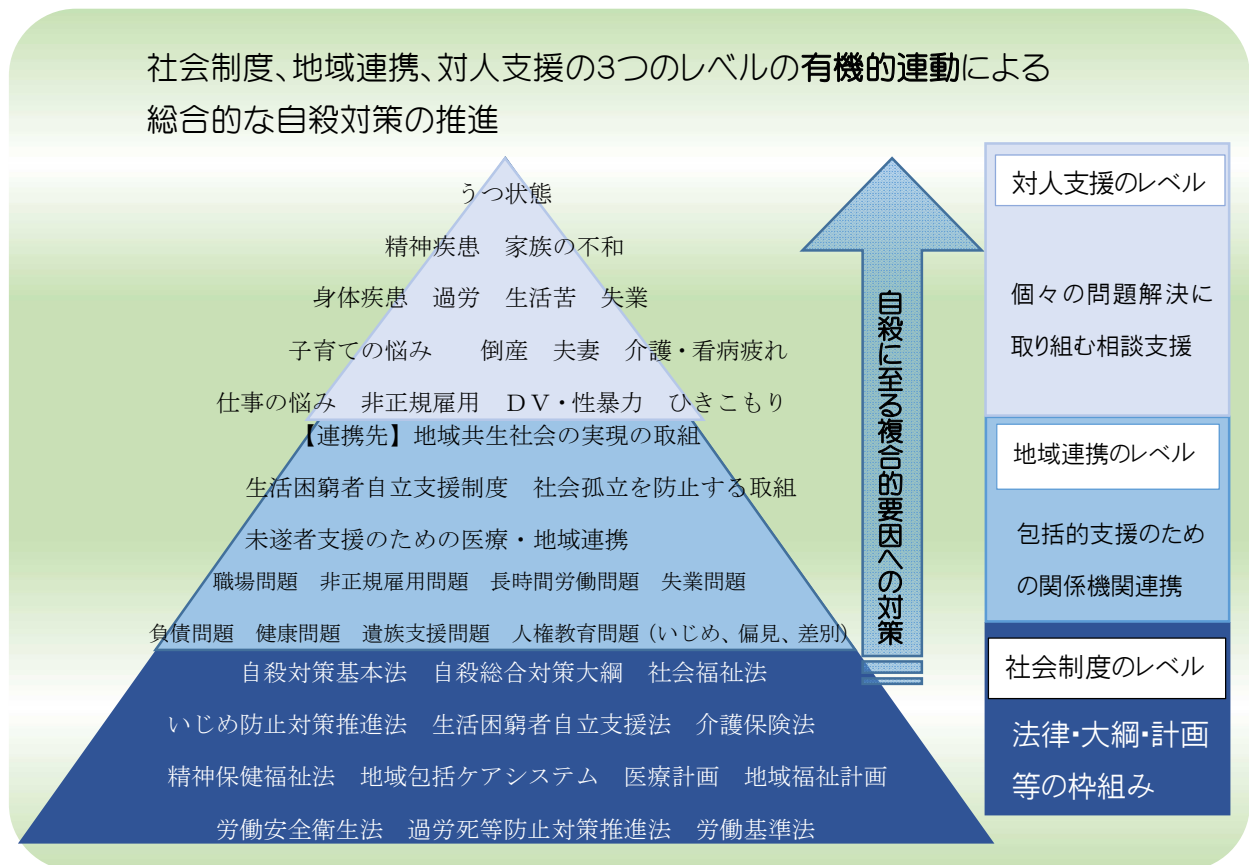 社会制度、地域連携、対人支援の3つのレベルの有機的連動による
総合的な自殺対策の推進
うつ状態
精神疾患　家族の不和
身体疾患　過労　生活苦　失業
子育ての悩み　　倒産　夫妻　介護・看病疲れ
仕事の悩み　非正規雇用　ＤＶ・性暴力　ひきこもり
【連携先】地域共生社会の実現の取組
生活困窮者自立支援制度　社会孤立を防止する取組
未遂者支援のための医療・地域連携
職場問題　非正規雇用問題　長時間労働問題　失業問題
負債問題　健康問題　遺族支援問題　人権教育問題（いじめ、偏見、差別）
自殺対策基本法　自殺総合対策大綱　社会福祉法
いじめ防止対策推進法　生活困窮者自立支援法　介護保険法
精神保健福祉法　地域包括ケアシステム　医療計画　地域福祉計画
労働安全衛生法　過労死等防止対策推進法　労働基準法
自殺に至る複合的要因への対策
対人支援のレベル
個々の問題解決に
取り組む相談支援
地域連携のレベル
包括的支援のため
の関係機関連携
社会制度のレベル
法律・大綱・計画
等の枠組み